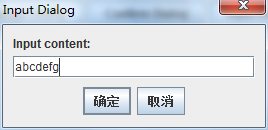 Input Dialog
Input content:
abcdefg
确定 取消